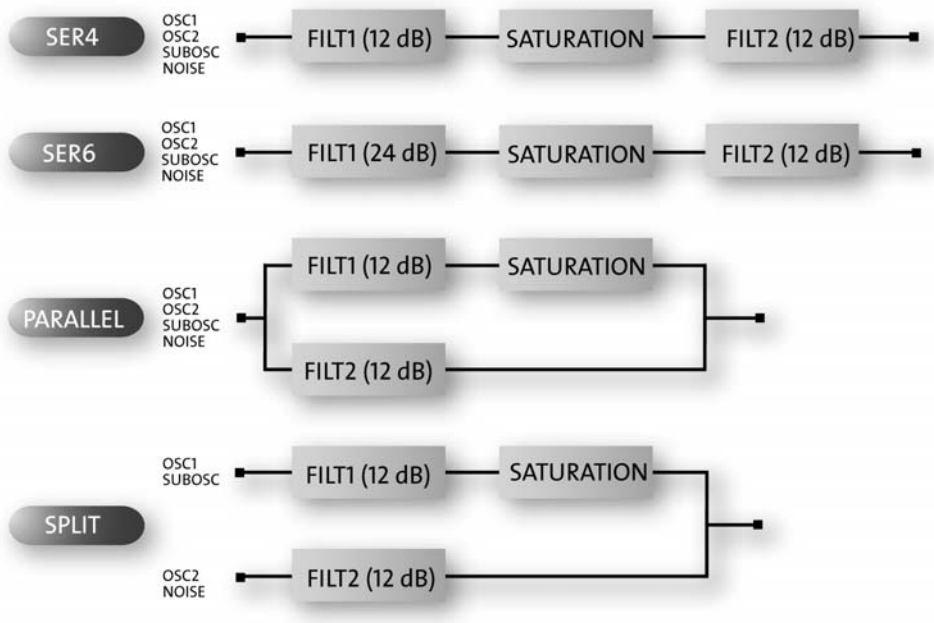 SER4
OSC1
OSC2
SUBOSC
NOISE
FILT1 (12 dB)
SATURATION
FILT2 (12 dB)
SER6
OSC1
OSC2
SUBOSC
NOISE
FILT1 (24 dB)
SATURATION
FILT2 (12 dB)
PARALLEL
OSC1
OSC2
SUBOSC
NOISE
FILT1 (12 dB)
SATURATION
FILT2 (12 dB)
SPLIT
OSC1
SUBOSC
FILT1 (12 dB)
SATURATION
OSC2
NOISE
FILT2 (12 dB)